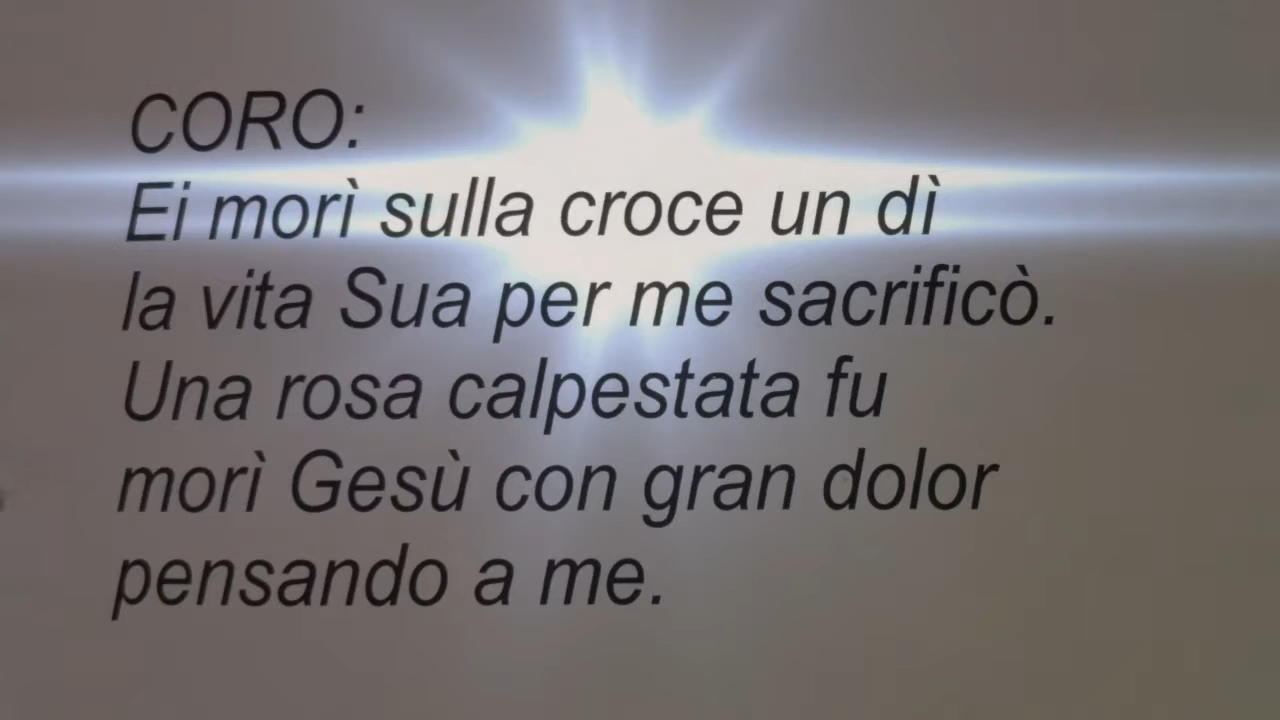 CORO:
Ei morì sulla croce un dì
la vita Sua per me sacrificò.
Una rosa calpestata fu
morì Gesù con gran dolor
pensando a me.